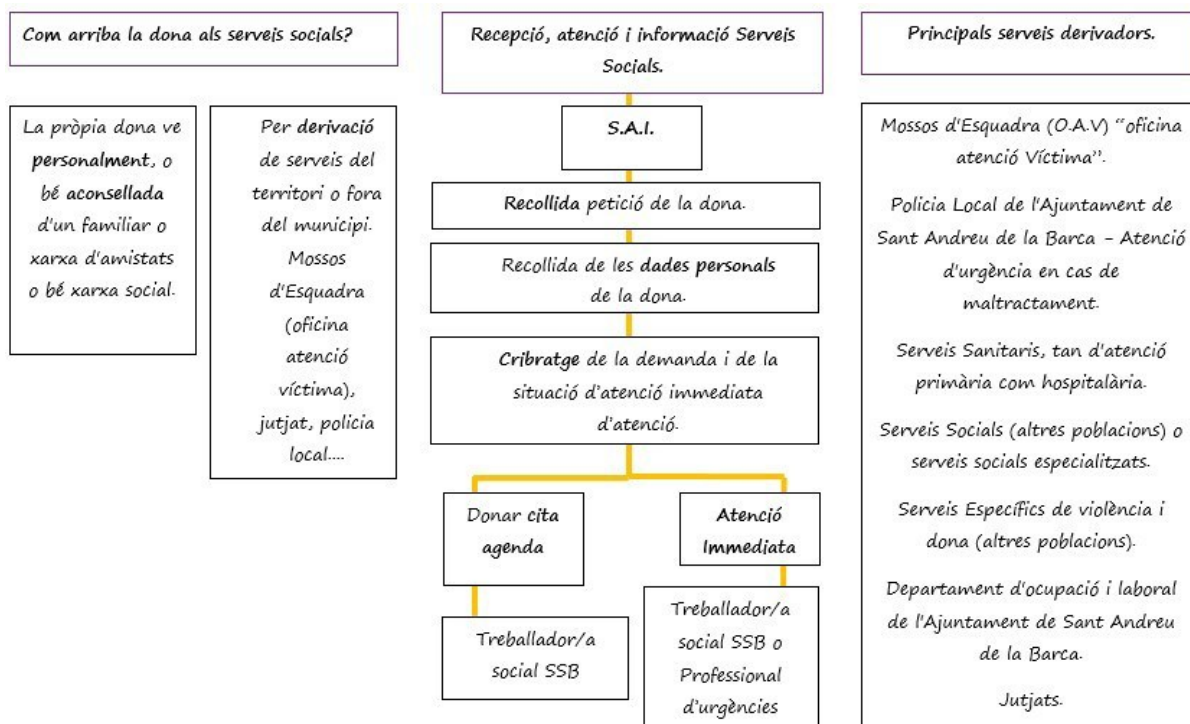 Com arriba la dona als serveis socials?
La pròpia dona ve
personalment, o
bé aconsellada
d'un familiar o
xarxa d'amistats
o bé xarxa social.
Per derivació
de serveis del
territori o fora
del municipi.
Mossos
d'Esquadra
(oficina
atenció
víctima),
jutjat, policia
local....
Recepció, atenció i informació Serveis
Socials.
S.A.I.
Recollida petició de la dona.
Recollida de les dades personals
de la dona.
Cribratge de la demanda i de la
situació d'atenció immediata
d'atenció.
Donar cita
agenda
Treballador/a
social SSB
Atenció
Immediata
Treballador/a
social SSB o
Professional
d'urgències
Principals serveis derivadors.
Mossos d'Esquadra (O.A.V) "oficina
atenció Víctima".
Policia Local de l'Ajuntament de
Sant Andreu de la Barca – Atenció
d'urgència en cas de
maltractament.
Serveis Sanitaris, tan d'atenció
primària com hospitalària.
Serveis Socials (altres poblacions) o
serveis socials especialitzats.
Serveis Específics de violència i
dona (altres poblacions).
Departament d'ocupació i laboral
de l'Ajuntament de Sant Andreu
de la Barca.
Jutjats.